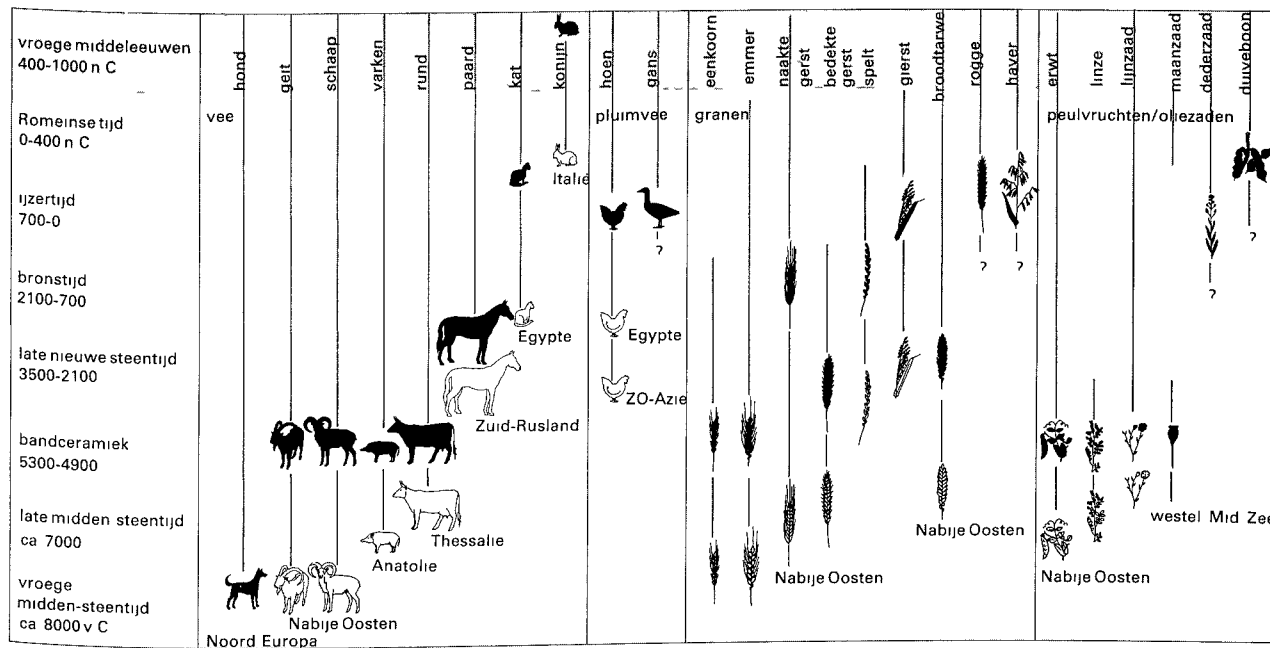 vroege middeleeuwen
400-1000 n C
Romeinse tijd
0-400 n C
ijzertijd
700-0
bronstijd
2100-700
late nieuwe steentijd
3500-2100
bandceramiek
5300-4900
late midden steentijd
ca 7000
vroege
midden-steentijd
ca 8000 v C
vee
hond
geit
schaap
varken
rund
paard
kat
konijn
Italië
Egypte
Zuid-Rusland
Thessalië
Anatolië
Nabije Oosten
Noord Europa
pluimvee
hoen
gans
?
Egypte
ZO-Azië
granen
eenkoorn
emmer
naakte
gerst
bedekte
gerst
spelt
gierst
broodtarwe
rogge
haver
?
?
Nabije Oosten
Nabije Oosten
peulvruchten/oliezaden
erwt
linze
lijnzaad
maanzaad
dederzaad
duiveboon
?
?
westel Mid Zee
Nabije Oosten